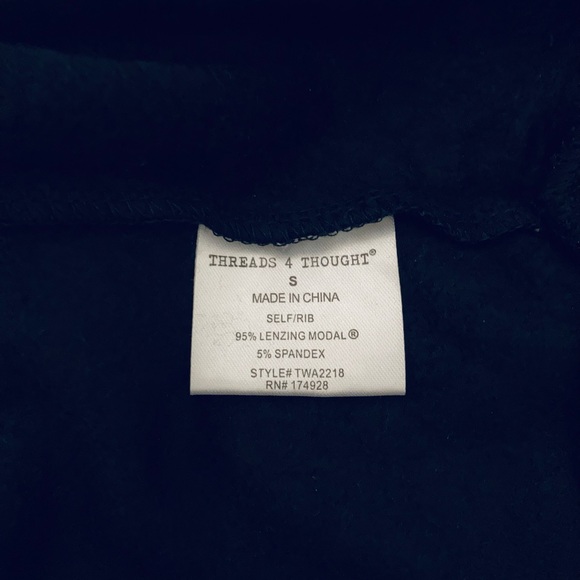 THREADS 4 THOUGHT®
S
MADE IN CHINA
SELF/RIB
95% LENZING MODAL®
5% SPANDEX
STYLE# TWA2218
RN# 174928